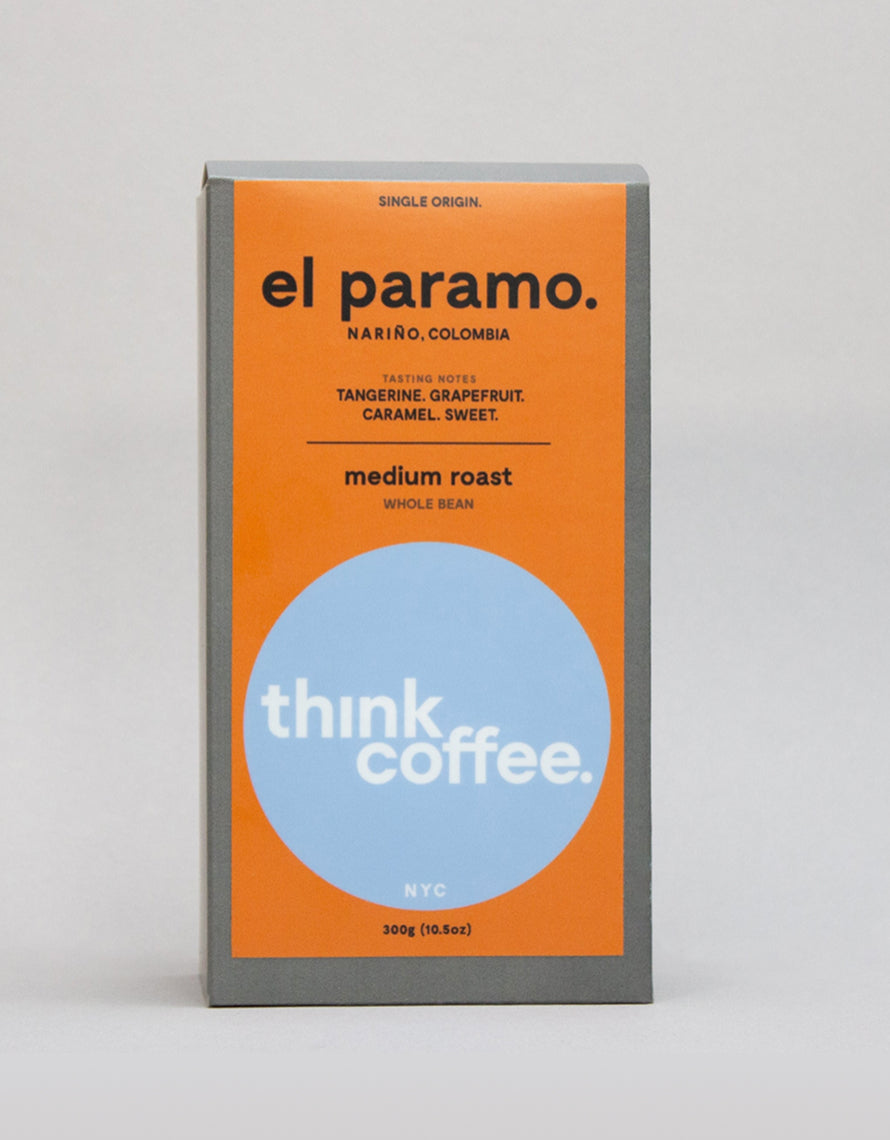 SINGLE ORIGIN.
el paramo.
NARIÑO, COLOMBIA
TASTING NOTES
TANGERINE. GRAPEFRUIT.
CARAMEL. SWEET.
medium roast
WHOLE BEAN
think
coffee.
NYC
300g (10.5oz)